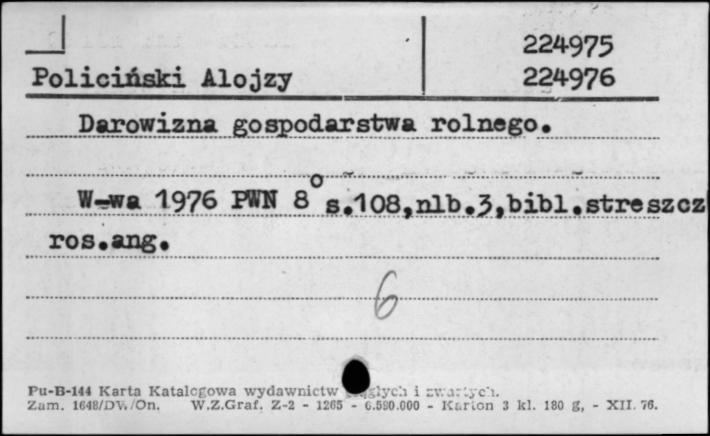 224975
Policiński Alojzy 224976
Darowizna gospodarstwa rolnego.
W-wa 1976 PWN 8° s.108,nlb.3,bibl.streszcz
ros.ang.
6
Pu-B-144 Karta Katalogowa wydawnictw ciągłych i zwartych.
Zam. 1648/DW/On. W.Z.Graf. Z-2 - 1265 - 6.590.000 - Karton 3 kl. 180 g, - XII. 76.